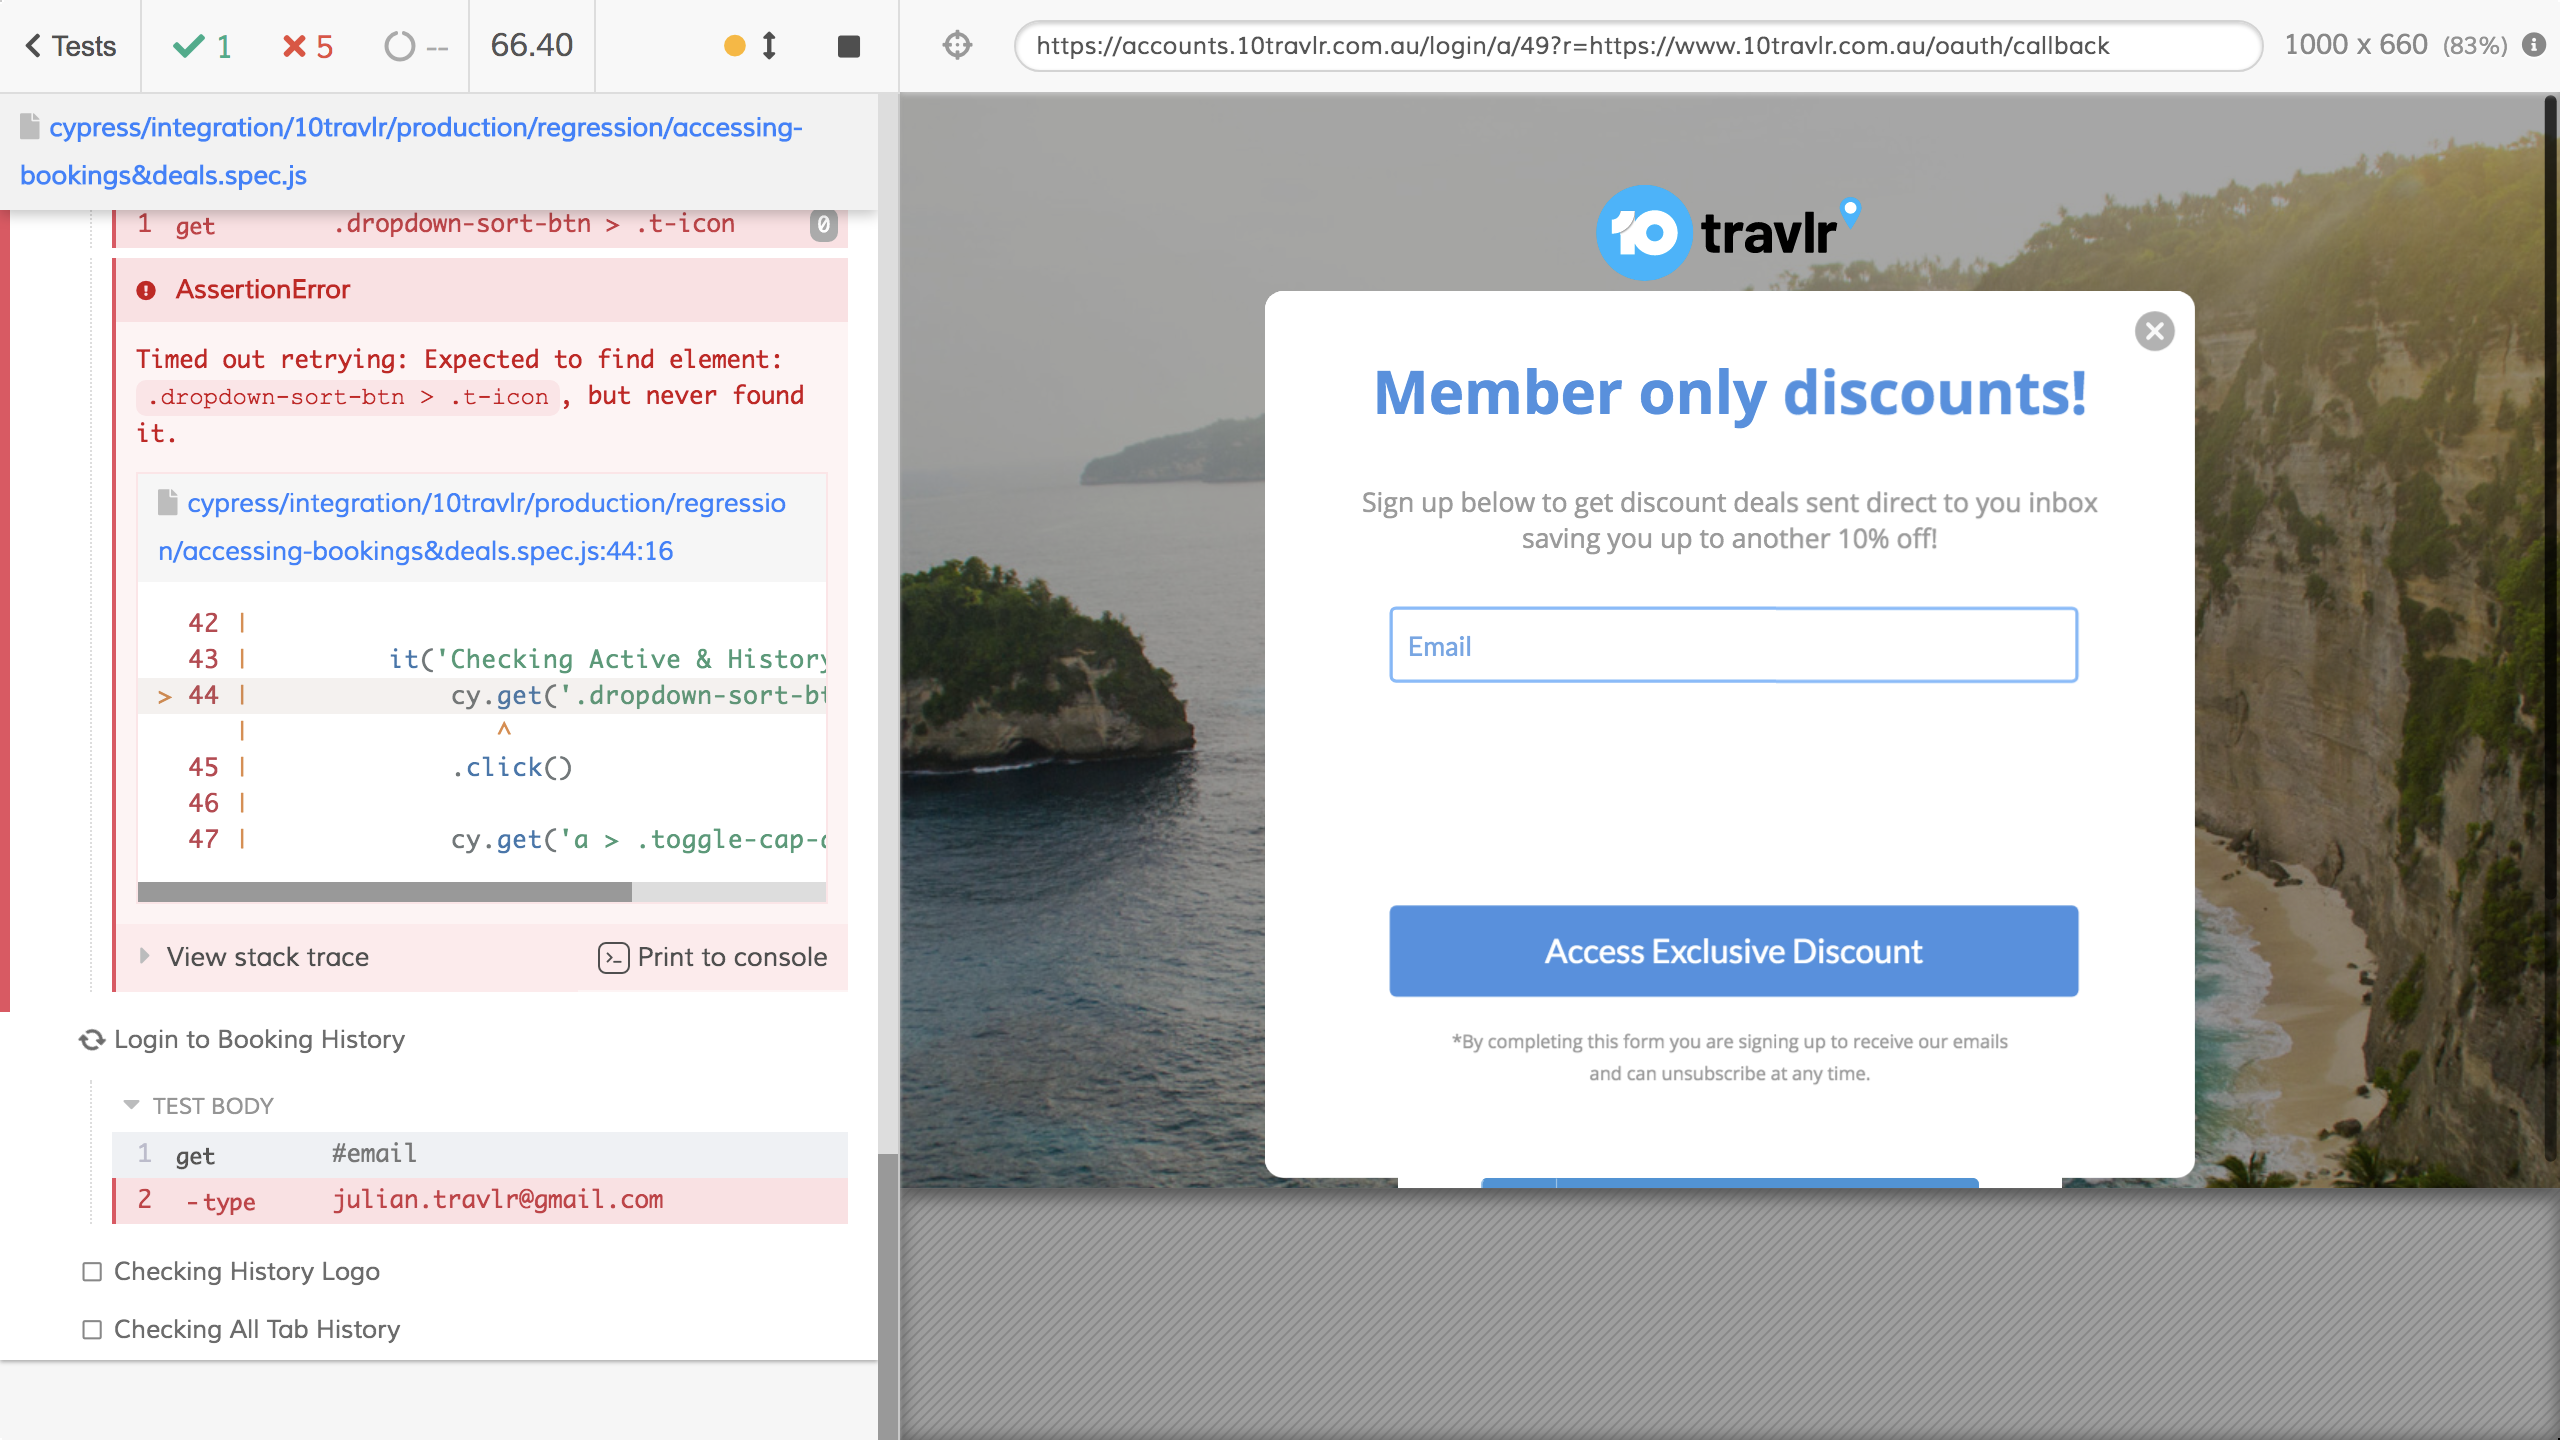 Tests
1
5
--
66.40
https://accounts.10travlr.com.au/login/a/49?r=https://www.10travlr.com.au/oauth/callback
1000 x 660 (83%)
cypress/integration/10travlr/production/regression/accessing-
bookings&deals.spec.js
1 get .dropdown-sort-btn > .t-icon 0
AssertionError
Timed out retrying: Expected to find element:
.dropdown-sort-btn > .t-icon, but never found
it.
cypress/integration/10travlr/production/regressio
n/accessing-bookings&deals.spec.js:44:16
42 |
43 | it('Checking Active & History
> 44 | cy.get('.dropdown-sort-bt
| ^
45 | .click()
46 |
47 | cy.get('a > .toggle-cap-
View stack trace
Print to console
Login to Booking History
TEST BODY
1 get #email
2 -type julian.travlr@gmail.com
Checking History Logo
Checking All Tab History
10 travlr
Member only discounts!
Sign up below to get discount deals sent direct to you inbox
saving you up to another 10% off!
Email
Access Exclusive Discount
*By completing this form you are signing up to receive our emails
and can unsubscribe at any time.